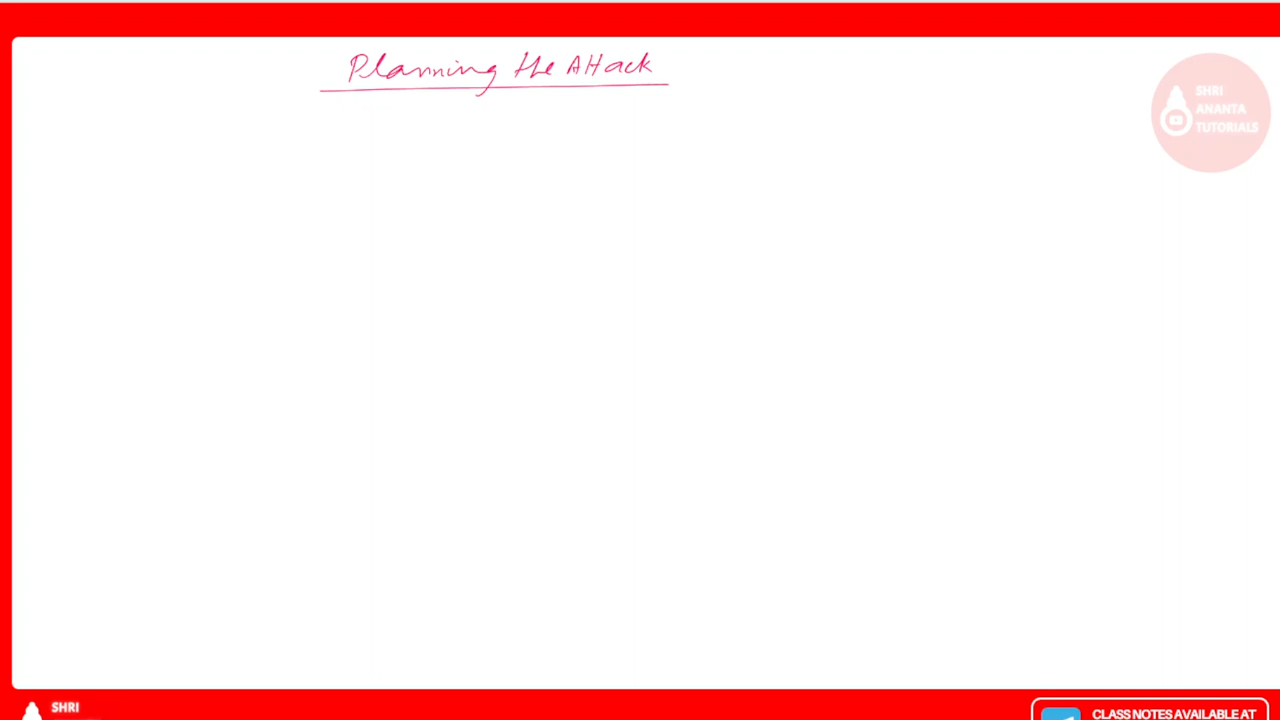 Planning the Attack
SHRI
ANANTA
TUTORIALS
SHRI
CLASS NOTES AVAILABLE AT